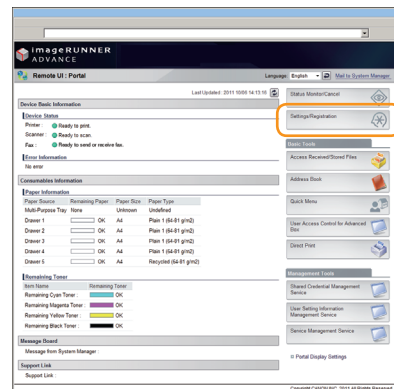 imageRUNNER
ADVANCE
Remote UI : Portal
Language: English Mail to System Manager
Last Updated: 2011 10/05 14:13:16
Device Basic Information
Device Status
Printer : Ready to print.
Scanner : Ready to scan.
Fax : Ready to send or receive fax.
Error Information
No error
Consumables Information
Paper Information
Paper Source Remaining Paper Paper Size Paper Type
Multi-Purpose Tray None Unknown Undefined
Drawer 1 OK A4 Plain 1 (64-81 g/m2)
Drawer 2 OK A4 Plain 1 (64-81 g/m2)
Drawer 3 OK A4 Plain 1 (64-81 g/m2)
Drawer 4 OK A4 Plain 1 (64-81 g/m2)
Drawer 5 OK A4 Recycled (64-81 g/m2)
Remaining Toner
Item Name Remaining Toner
Remaining Cyan Toner : OK
Remaining Magenta Toner : OK
Remaining Yellow Toner : OK
Remaining Black Toner : OK
Message Board
Message from System Manager :
Support Link
Support Link :
Status Monitor/Cancel
Settings/Registration
Basic Tools
Access Received/Stored Files
Address Book
Quick Menu
User Access Control for Advanced
Box
Direct Print
Management Tools
Shared Credential Management
Service
User Setting Information
Management Service
Service Management Service
Portal Display Settings
Copyright CANON INC. 2011 All Rights Reserved